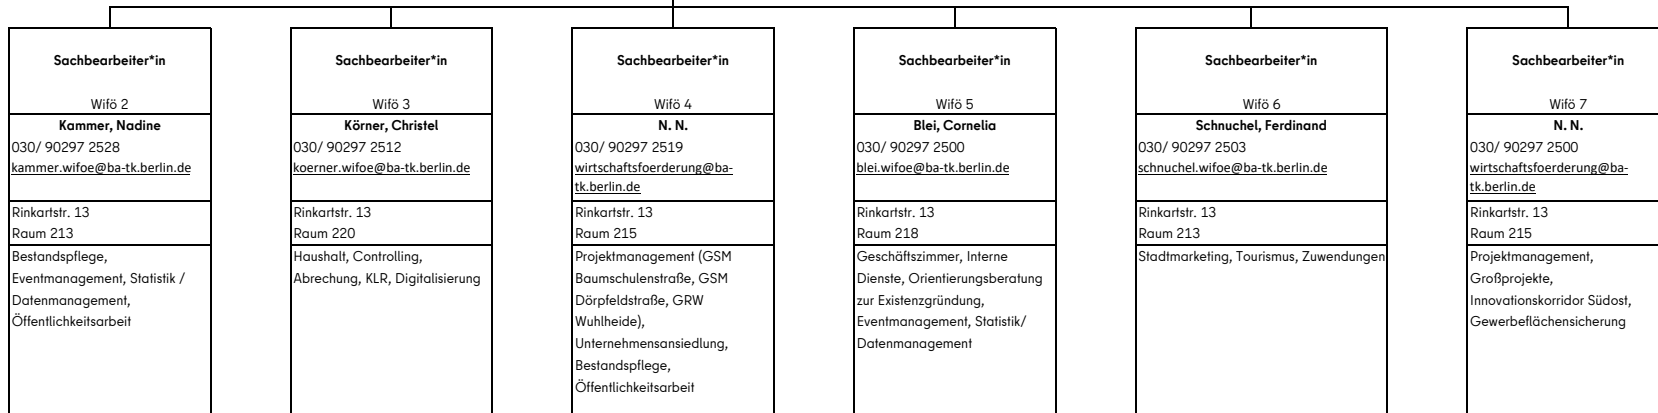 Sachbearbeiter*in
Wifö 2
Kammer, Nadine
030/ 90297 2528
kammer.wifoe@ba-tk.berlin.de
Rinkartstr. 13
Raum 213
Bestandspflege,
Eventmanagement, Statistik /
Datenmanagement,
Öffentlichkeitsarbeit
Sachbearbeiter*in
Wifö 3
Körner, Christel
030/ 90297 2512
koerner.wifoe@ba-tk.berlin.de
Rinkartstr. 13
Raum 220
Haushalt, Controlling,
Abrechung, KLR, Digitalisierung
Sachbearbeiter*in
Wifö 4
N. N.
030/ 90297 2519
wirtschaftsfoerderung@ba-
tk.berlin.de
Rinkartstr. 13
Raum 215
Projektmanagement (GSM
Baumschulenstraße, GSM
Dörpfeldstraße, GRW
Wuhlheide),
Unternehmensansiedlung,
Bestandspflege,
Öffentlichkeitsarbeit
Sachbearbeiter*in
Wifö 5
Blei, Cornelia
030/ 90297 2500
blei.wifoe@ba-tk.berlin.de
Rinkartstr. 13
Raum 218
Geschäftszimmer, Interne
Dienste, Orientierungsberatung
zur Existenzgründung,
Eventmanagement, Statistik/
Datenmanagement
Sachbearbeiter*in
Wifö 6
Schnuchel, Ferdinand
030/ 90297 2503
schnuchel.wifoe@ba-tk.berlin.de
Rinkartstr. 13
Raum 213
Stadtmarketing, Tourismus, Zuwendungen
Sachbearbeiter*in
Wifö 7
N. N.
030/ 90297 2500
wirtschaftsfoerderung@ba-
tk.berlin.de
Rinkartstr. 13
Raum 215
Projektmanagement,
Großprojekte,
Innovationskorridor Südost,
Gewerbeflächensicherung